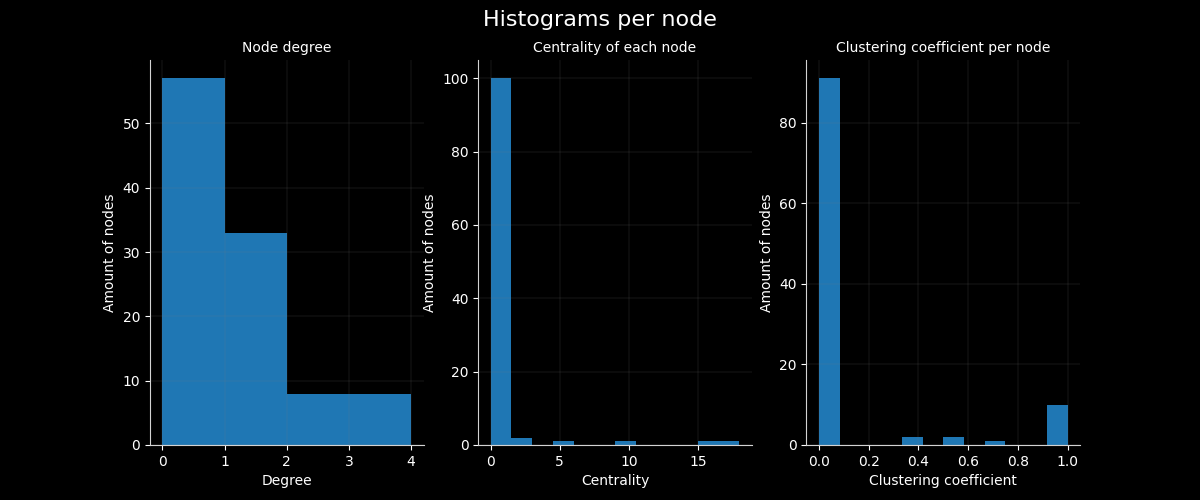 Histograms per node
Node degree
Amount of nodes
50
40
30
20
10
0
0 1 2 3 4
Degree
Centrality of each node
Amount of nodes
100
80
60
40
20
0
0 5 10 15
Centrality
Clustering coefficient per node
Amount of nodes
80
60
40
20
0
0.0 0.2 0.4 0.6 0.8 1.0
Clustering coefficient